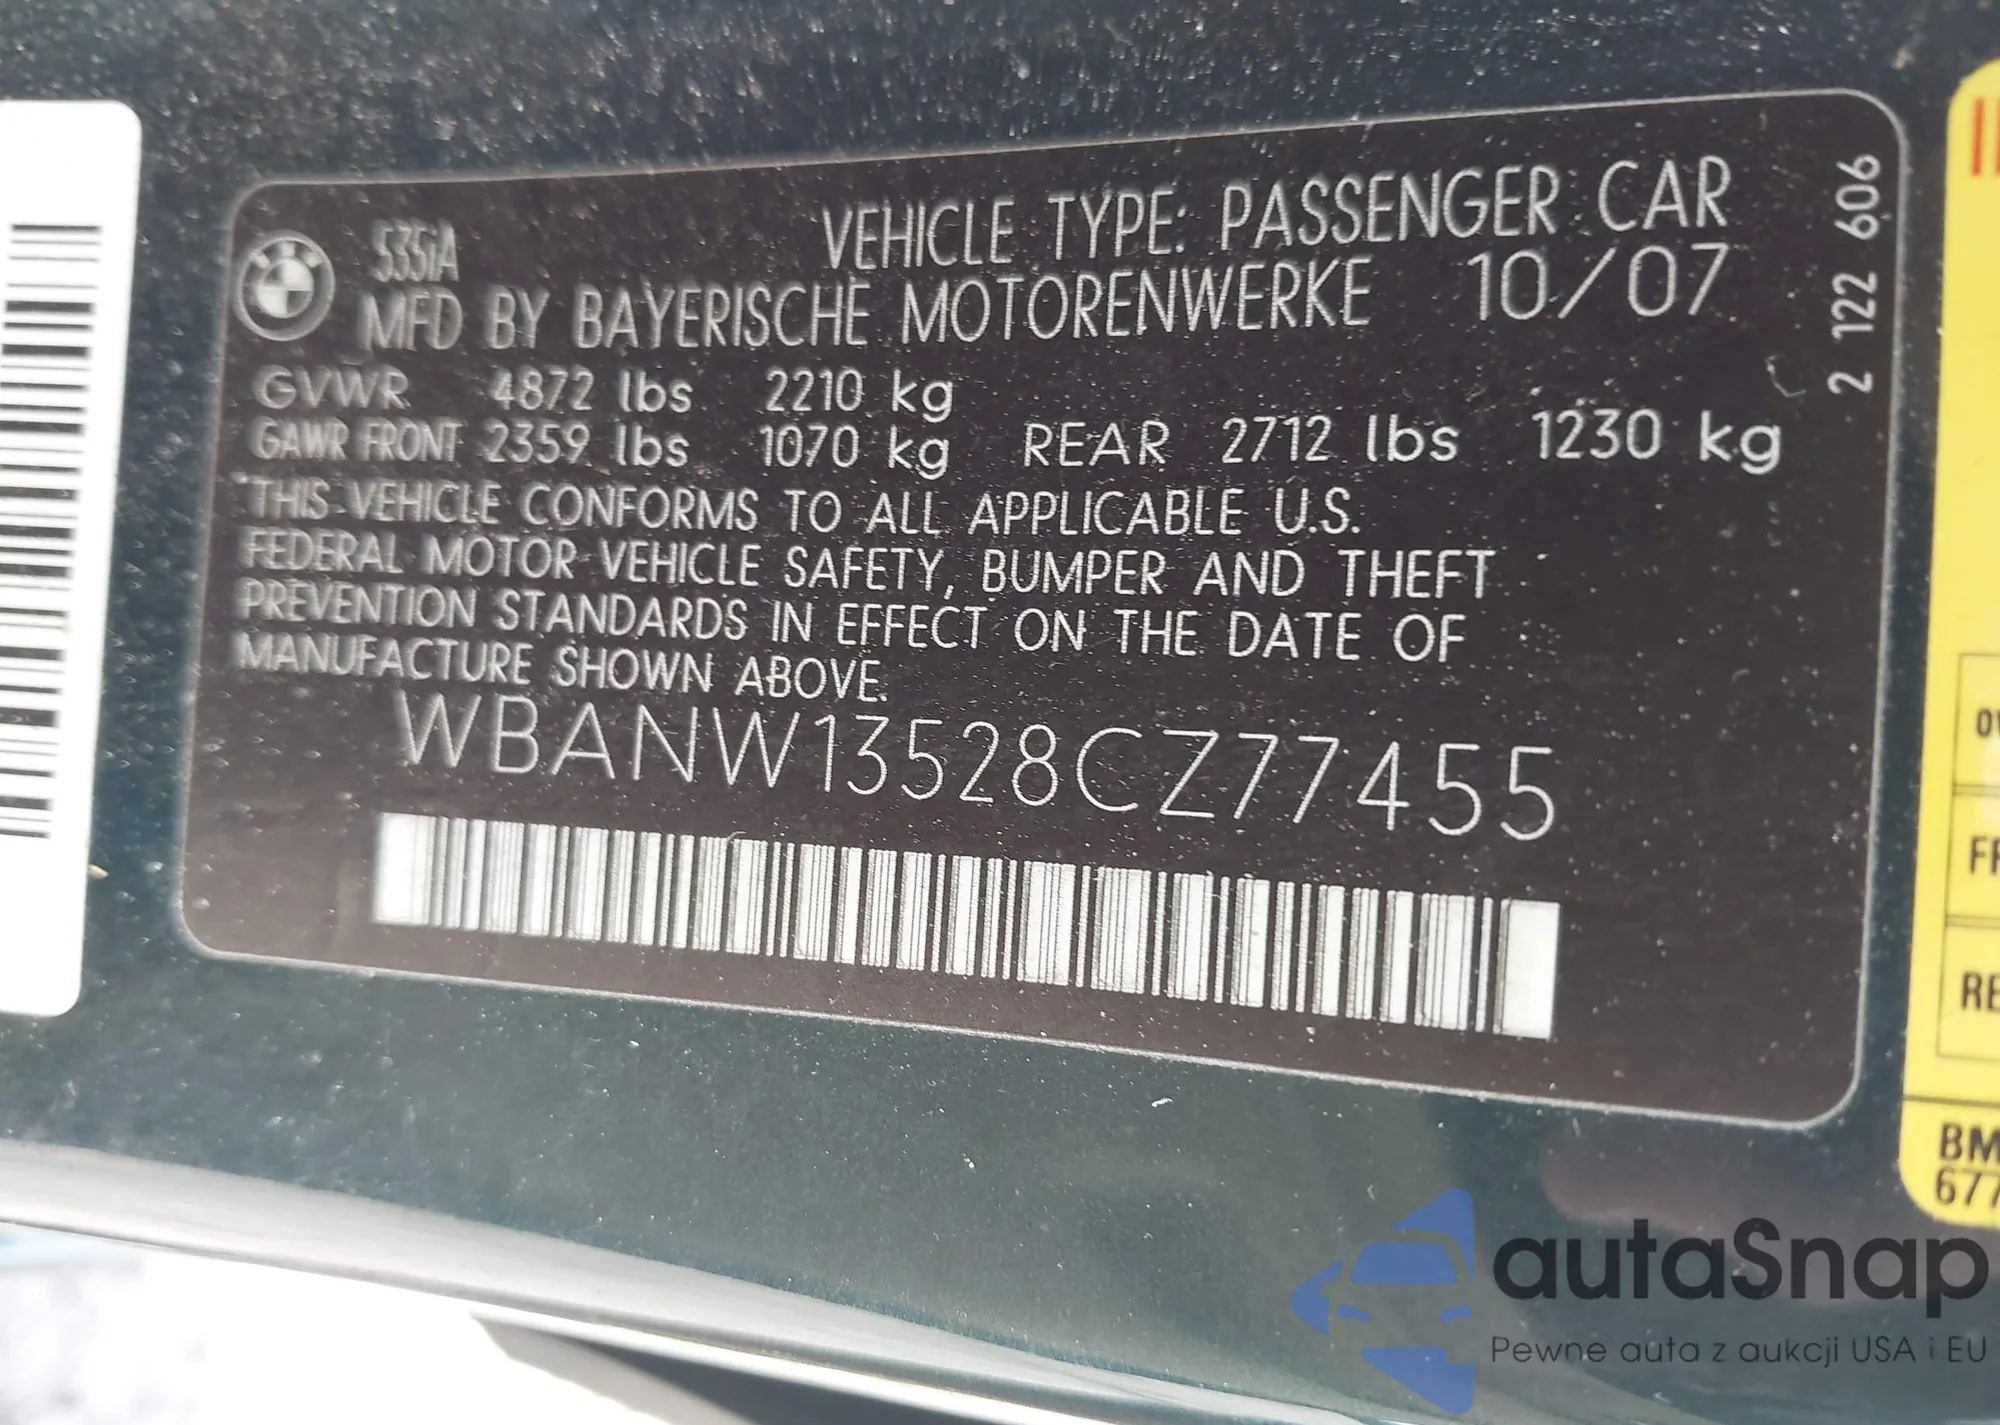 535iA
VEHICLE TYPE: PASSENGER CAR
MFD BY BAYERISCHE MOTORENWERKE 10/07
GVWR 4872 lbs 2210 kg
GAWR FRONT 2359 lbs 1070 kg REAR 2712 lbs 1230 kg
THIS VEHICLE CONFORMS TO ALL APPLICABLE U.S.
FEDERAL MOTOR VEHICLE SAFETY, BUMPER AND THEFT
PREVENTION STANDARDS IN EFFECT ON THE DATE OF
MANUFACTURE SHOWN ABOVE.
WBANW13528CZ77455
2 122 606
BM
677
autaSnap
Pewne auta z aukcji USA i EU